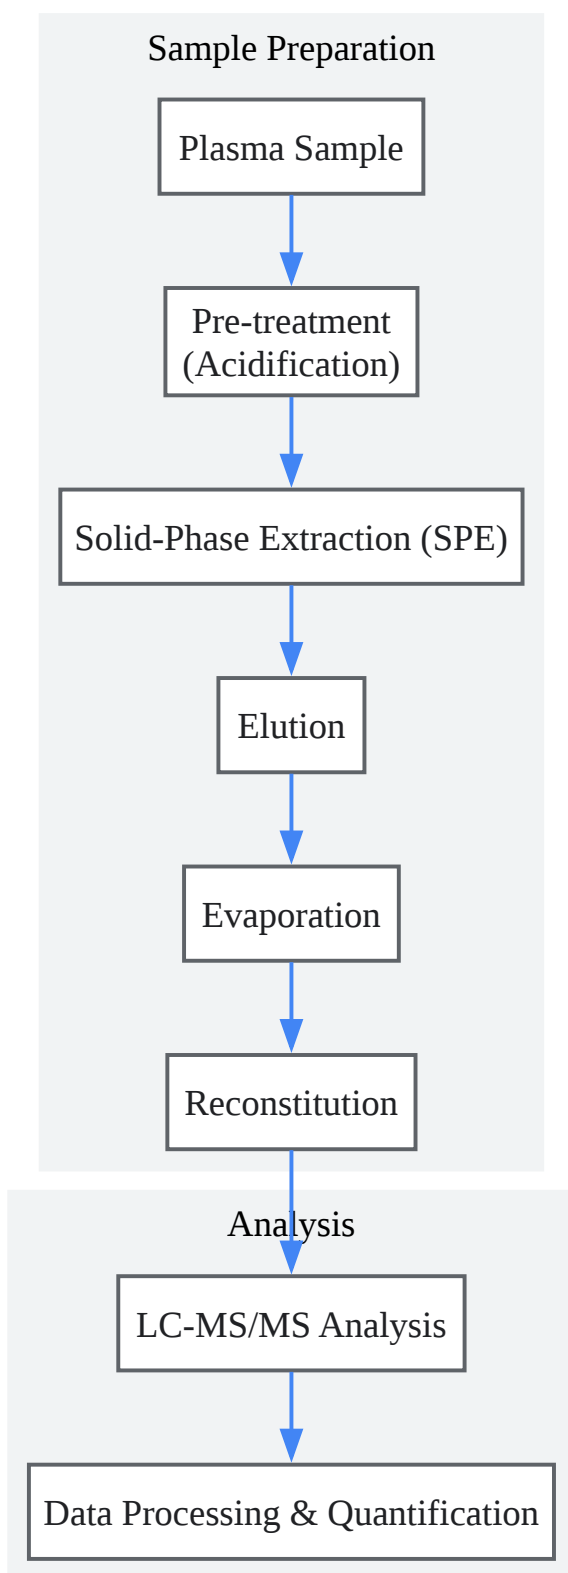 Sample Preparation
Plasma Sample
Pre-treatment
(Acidification)
Solid-Phase Extraction (SPE)
Elution
Evaporation
Reconstitution
Analysis
LC-MS/MS Analysis
Data Processing & Quantification